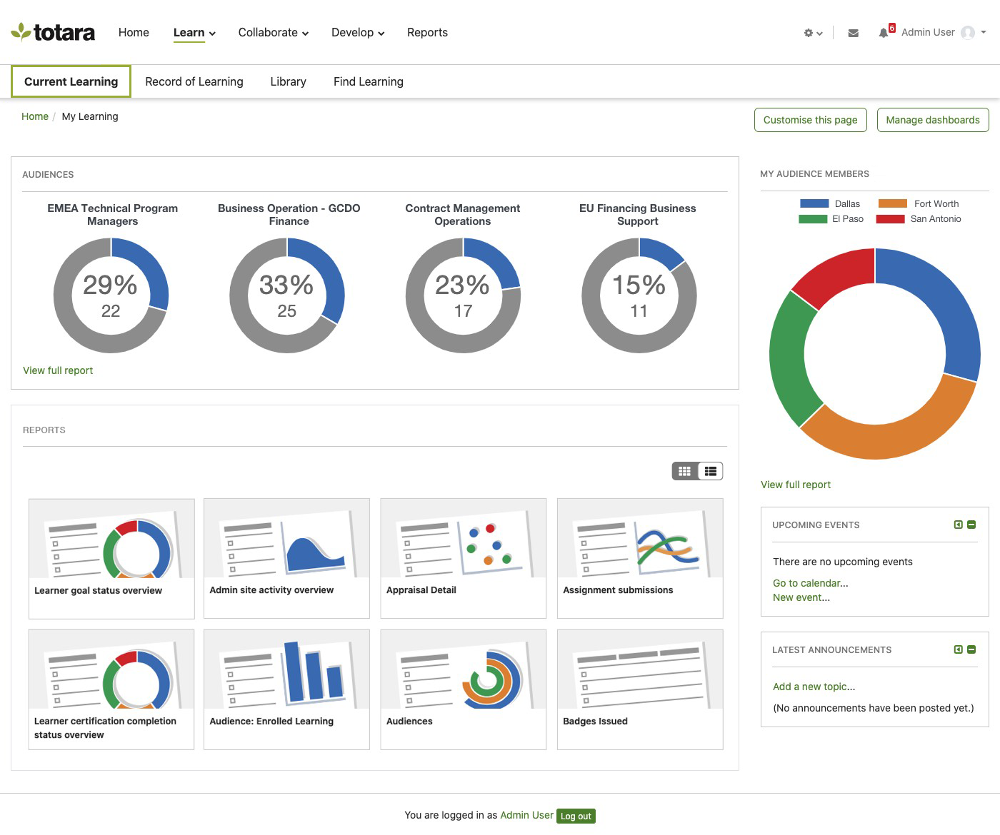 totara
Home
Learn
Collaborate
Develop
Reports
6
Admin User
Current Learning
Record of Learning
Library
Find Learning
Home / My Learning
Customise this page
Manage dashboards
AUDIENCES
EMEA Technical Program
Managers
29%
22
Business Operation - GCDO
Finance
33%
25
Contract Management
Operations
23%
17
EU Financing Business
Support
15%
11
View full report
MY AUDIENCE MEMBERS
Dallas
Fort Worth
El Paso
San Antonio
View full report
REPORTS
Learner goal status overview
Admin site activity overview
Appraisal Detail
Assignment submissions
Learner certification completion
status overview
Audience: Enrolled Learning
Audiences
Badges Issued
UPCOMING EVENTS
There are no upcoming events
Go to calendar...
New event...
LATEST ANNOUNCEMENTS
Add a new topic...
(No announcements have been posted yet.)
You are logged in as Admin User Log out